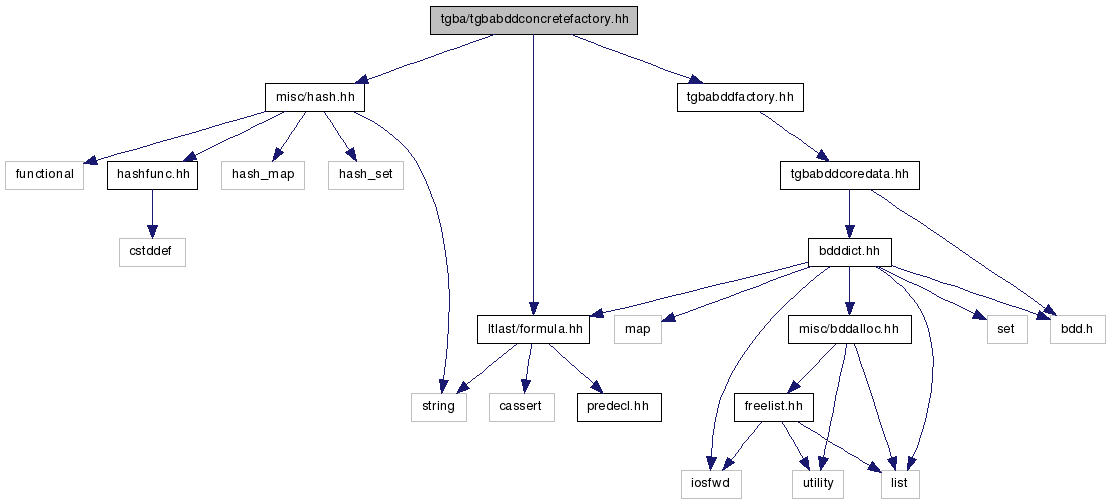 tgba/tgbabddconcretefactory.hh
misc/hash.hh
tgbabddfactory.hh
functional
hashfunc.hh
hash_map
hash_set
tgbabddcoredata.hh
cstddef
bdddict.hh
ltlast/formula.hh
map
misc/bddalloc.hh
set
bdd.h
string
cassert
predecl.hh
freelist.hh
iosfwd
utility
list